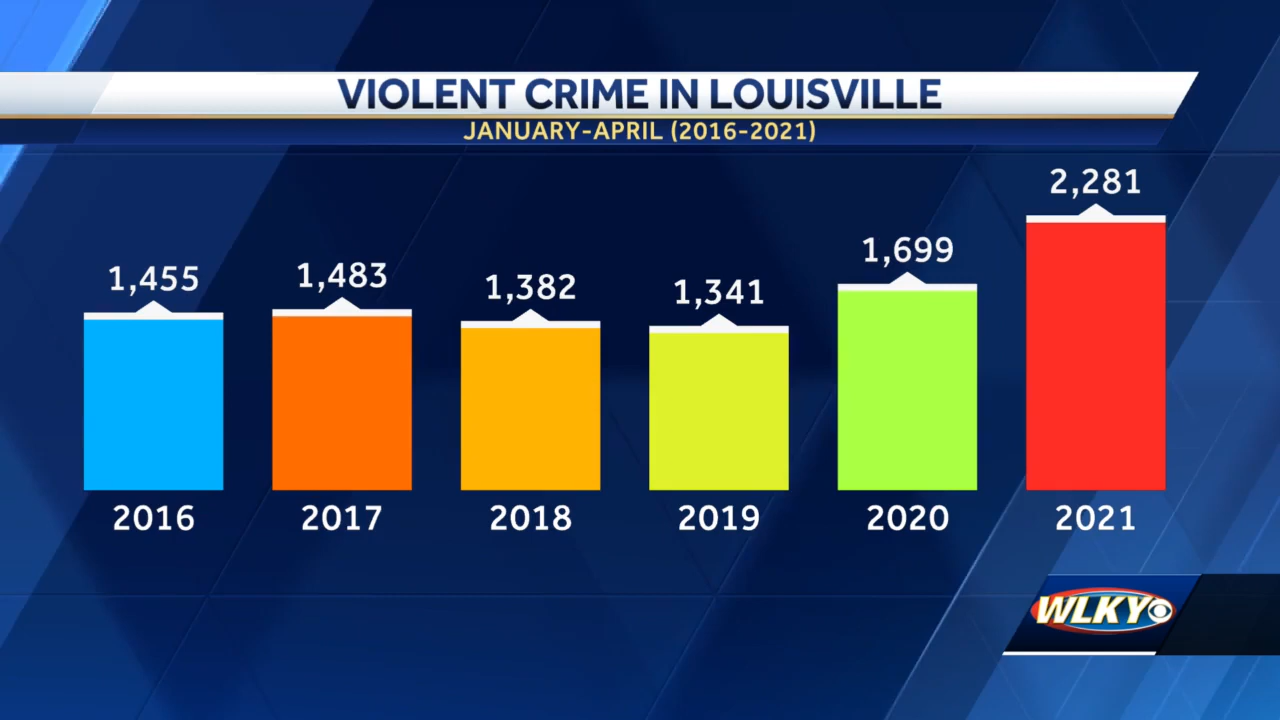 VIOLENT CRIME IN LOUISVILLE
JANUARY-APRIL (2016-2021)
1,455 1,483 1,382 1,341 1,699 2,281
2016 2017 2018 2019 2020 2021
WLKY